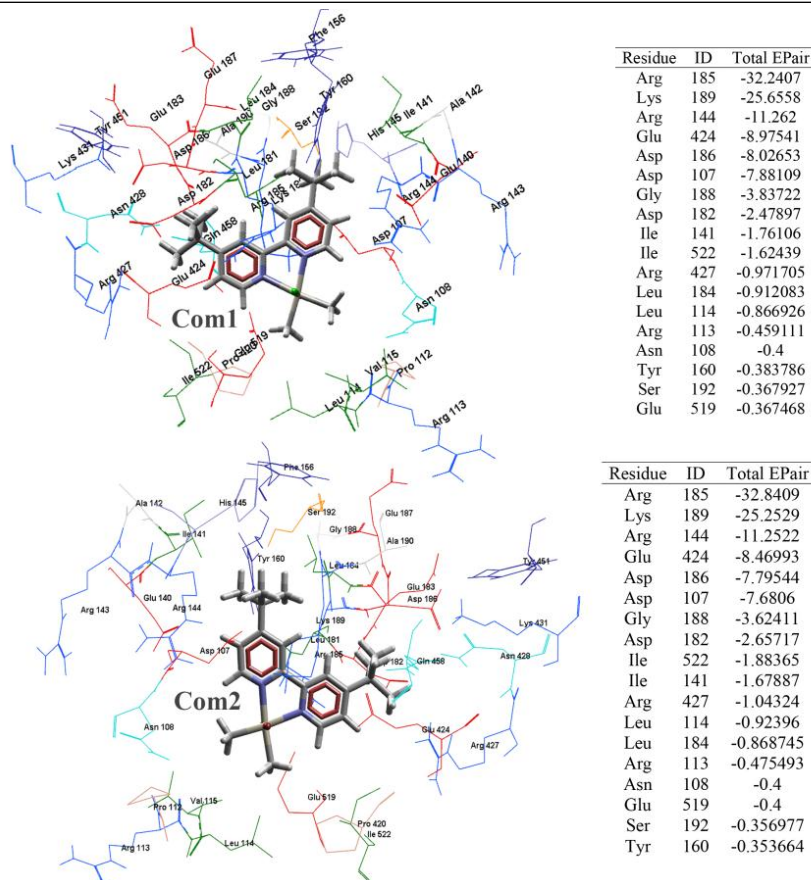 Phe 156
Glu 187
Tyr 160
Leu 184
Gly 188
Glu 183
Ala 190
Ser 192
Ile 141
Ala 142
His 145
Tyr 451
Asp 186
Lys 431
Leu 181
Asp 182
Arg 144
Glu 140
Arg 143
Arg 185
Asn 428
Gln 458
Asp 107
Glu 424
Arg 427
Asn 108
Com1
Pro 420
Ile 522
Val 115
Pro 112
Leu 114
Arg 113
Residue ID Total EPair
Arg 185 -32.2407
Lys 189 -25.6558
Arg 144 -11.262
Glu 424 -8.97541
Asp 186 -8.02653
Asp 107 -7.88109
Gly 188 -3.83722
Asp 182 -2.47897
Ile 141 -1.76106
Ile 522 -1.62439
Arg 427 -0.971705
Leu 184 -0.912083
Leu 114 -0.866926
Arg 113 -0.459111
Asn 108 -0.4
Tyr 160 -0.383786
Ser 192 -0.367927
Glu 519 -0.367468
Phe 156
Ala 142
His 145
Ser 192
Glu 187
Ile 141
Gly 188
Ala 190
Tyr 160
Tyr 451
Glu 140
Glu 183
Arg 143
Arg 144
Asp 186
Lys 189
Lys 431
Leu 181
Asp 107
Arg 185
182
Gln 458
Asn 428
Com2
Asn 108
Glu 424
Arg 427
Glu 519
Pro 112
Val 115
Pro 420
Ile 522
Arg 113
Leu 114
Residue ID Total EPair
Arg 185 -32.8409
Lys 189 -25.2529
Arg 144 -11.2522
Glu 424 -8.46993
Asp 186 -7.79544
Asp 107 -7.6806
Gly 188 -3.62411
Asp 182 -2.65717
Ile 522 -1.88365
Ile 141 -1.67887
Arg 427 -1.04324
Leu 114 -0.92396
Leu 184 -0.868745
Arg 113 -0.475493
Asn 108 -0.4
Glu 519 -0.4
Ser 192 -0.356977
Tyr 160 -0.353664